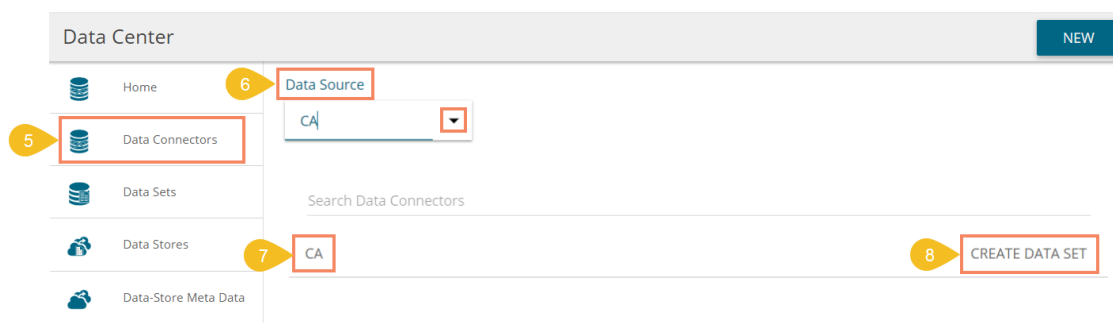 Data Center
NEW
Home
6
Data Source
CA
5
Data Connectors
Data Sets
Search Data Connectors
Data Stores
7
CA
8
CREATE DATA SET
Data-Store Meta Data